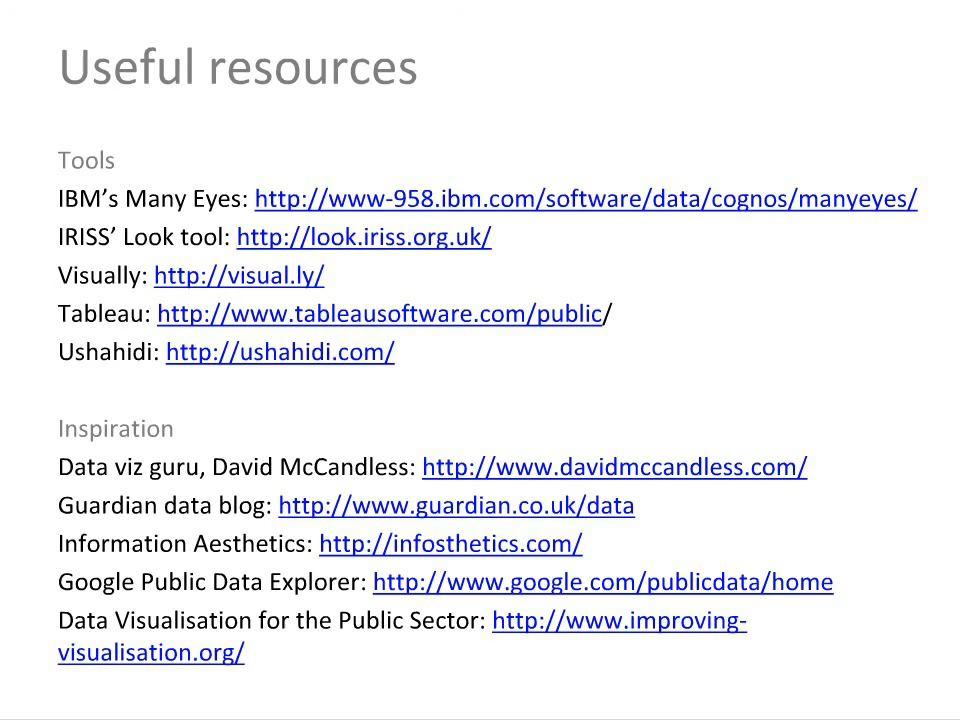 Useful resources
Tools
IBM’s Many Eyes: http://www-958.ibm.com/software/data/cognos/manyeyes/
IRISS’ Look tool: http://look.iriss.org.uk/
Visually: http://visual.ly/
Tableau: http://www.tableausoftware.com/public/
Ushahidi: http://ushahidi.com/
Inspiration
Data viz guru, David McCandless: http://www.davidmccandless.com/
Guardian data blog: http://www.guardian.co.uk/data
Information Aesthetics: http://infosthetics.com/
Google Public Data Explorer: http://www.google.com/publicdata/home
Data Visualisation for the Public Sector: http://www.improving-
visualisation.org/